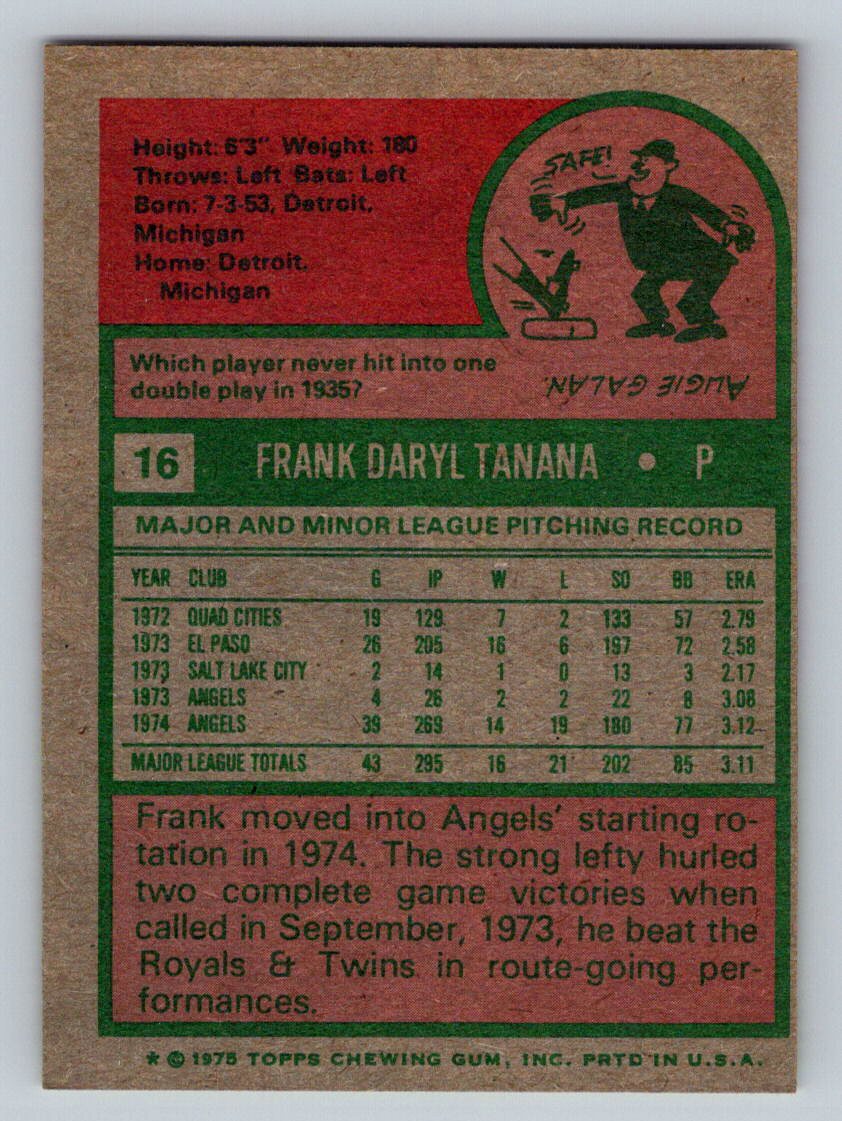 Height: 6'3" Weight: 180
Throws: Left Bats: Left
Born: 7-3-53, Detroit,
Michigan
Home: Detroit,
Michigan
SAFE!
Which player never hit into one
double play in 1935?
AUGIE GALAN.
16 FRANK DARYL TANANA • P
MAJOR AND MINOR LEAGUE PITCHING RECORD
YEAR CLUB G IP W L SO BB ERA
1972 QUAD CITIES 19 129 7 2 133 57 2.79
1973 EL PASO 26 205 16 6 197 72 2.58
1973 SALT LAKE CITY 2 14 1 0 13 3 2.17
1973 ANGELS 4 26 2 2 22 8 3.08
1974 ANGELS 39 269 14 19 180 77 3.12
MAJOR LEAGUE TOTALS 43 295 16 21 202 85 3.11
Frank moved into Angels' starting ro-
tation in 1974. The strong lefty hurled
two complete game victories when
called in September, 1973, he beat the
Royals & Twins in route-going per-
formances.
* © 1975 TOPPS CHEWING GUM, INC. PRTD IN U.S.A.